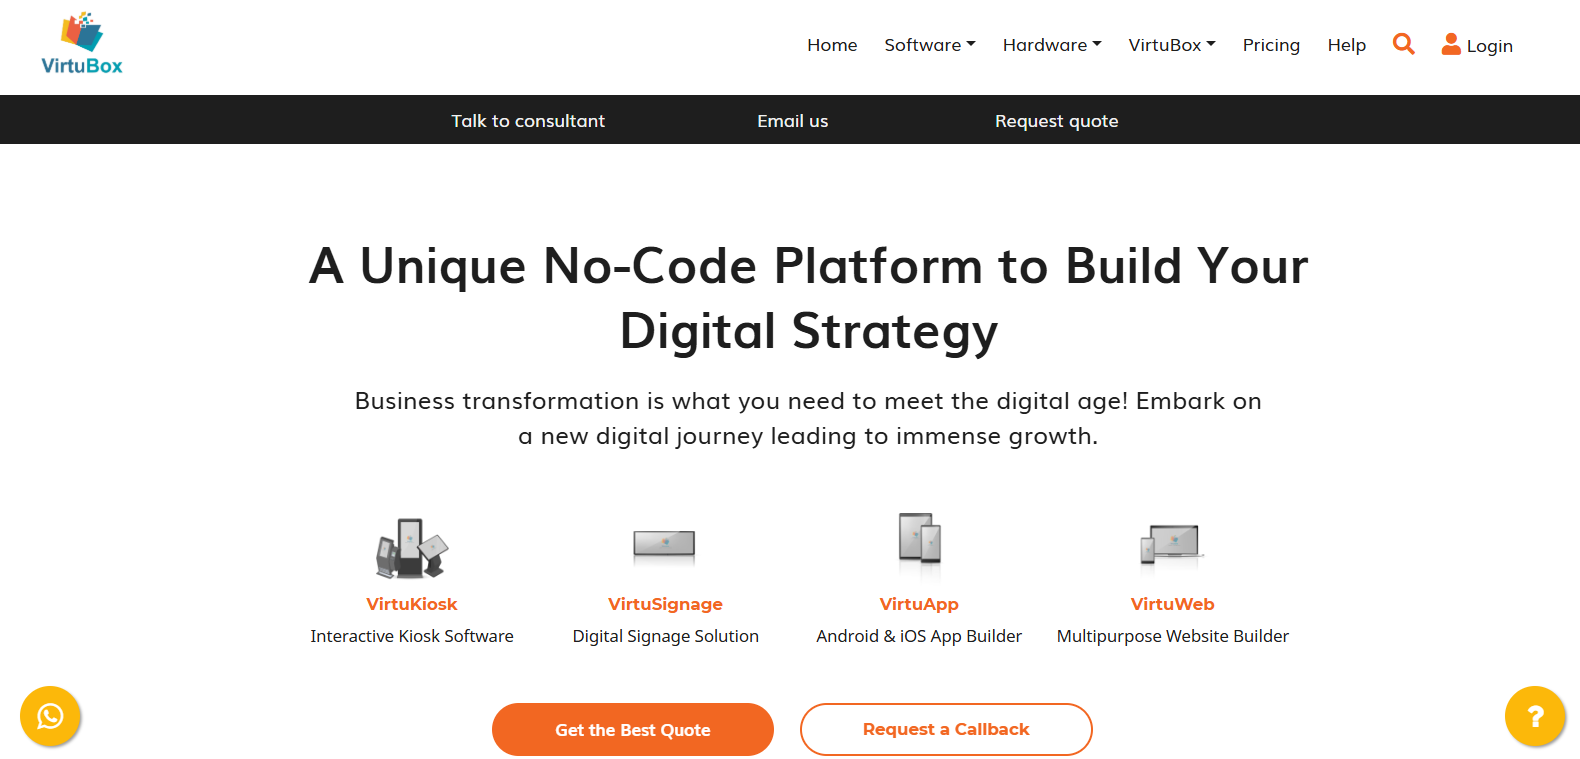 VirtuBox
Home Software Hardware VirtuBox Pricing Help Login
Talk to consultant Email us Request quote
A Unique No-Code Platform to Build Your
Digital Strategy
Business transformation is what you need to meet the digital age! Embark on
a new digital journey leading to immense growth.
VirtuKiosk VirtuSignage VirtuApp VirtuWeb
Interactive Kiosk Software Digital Signage Solution Android & iOS App Builder Multipurpose Website Builder
Get the Best Quote Request a Callback
?